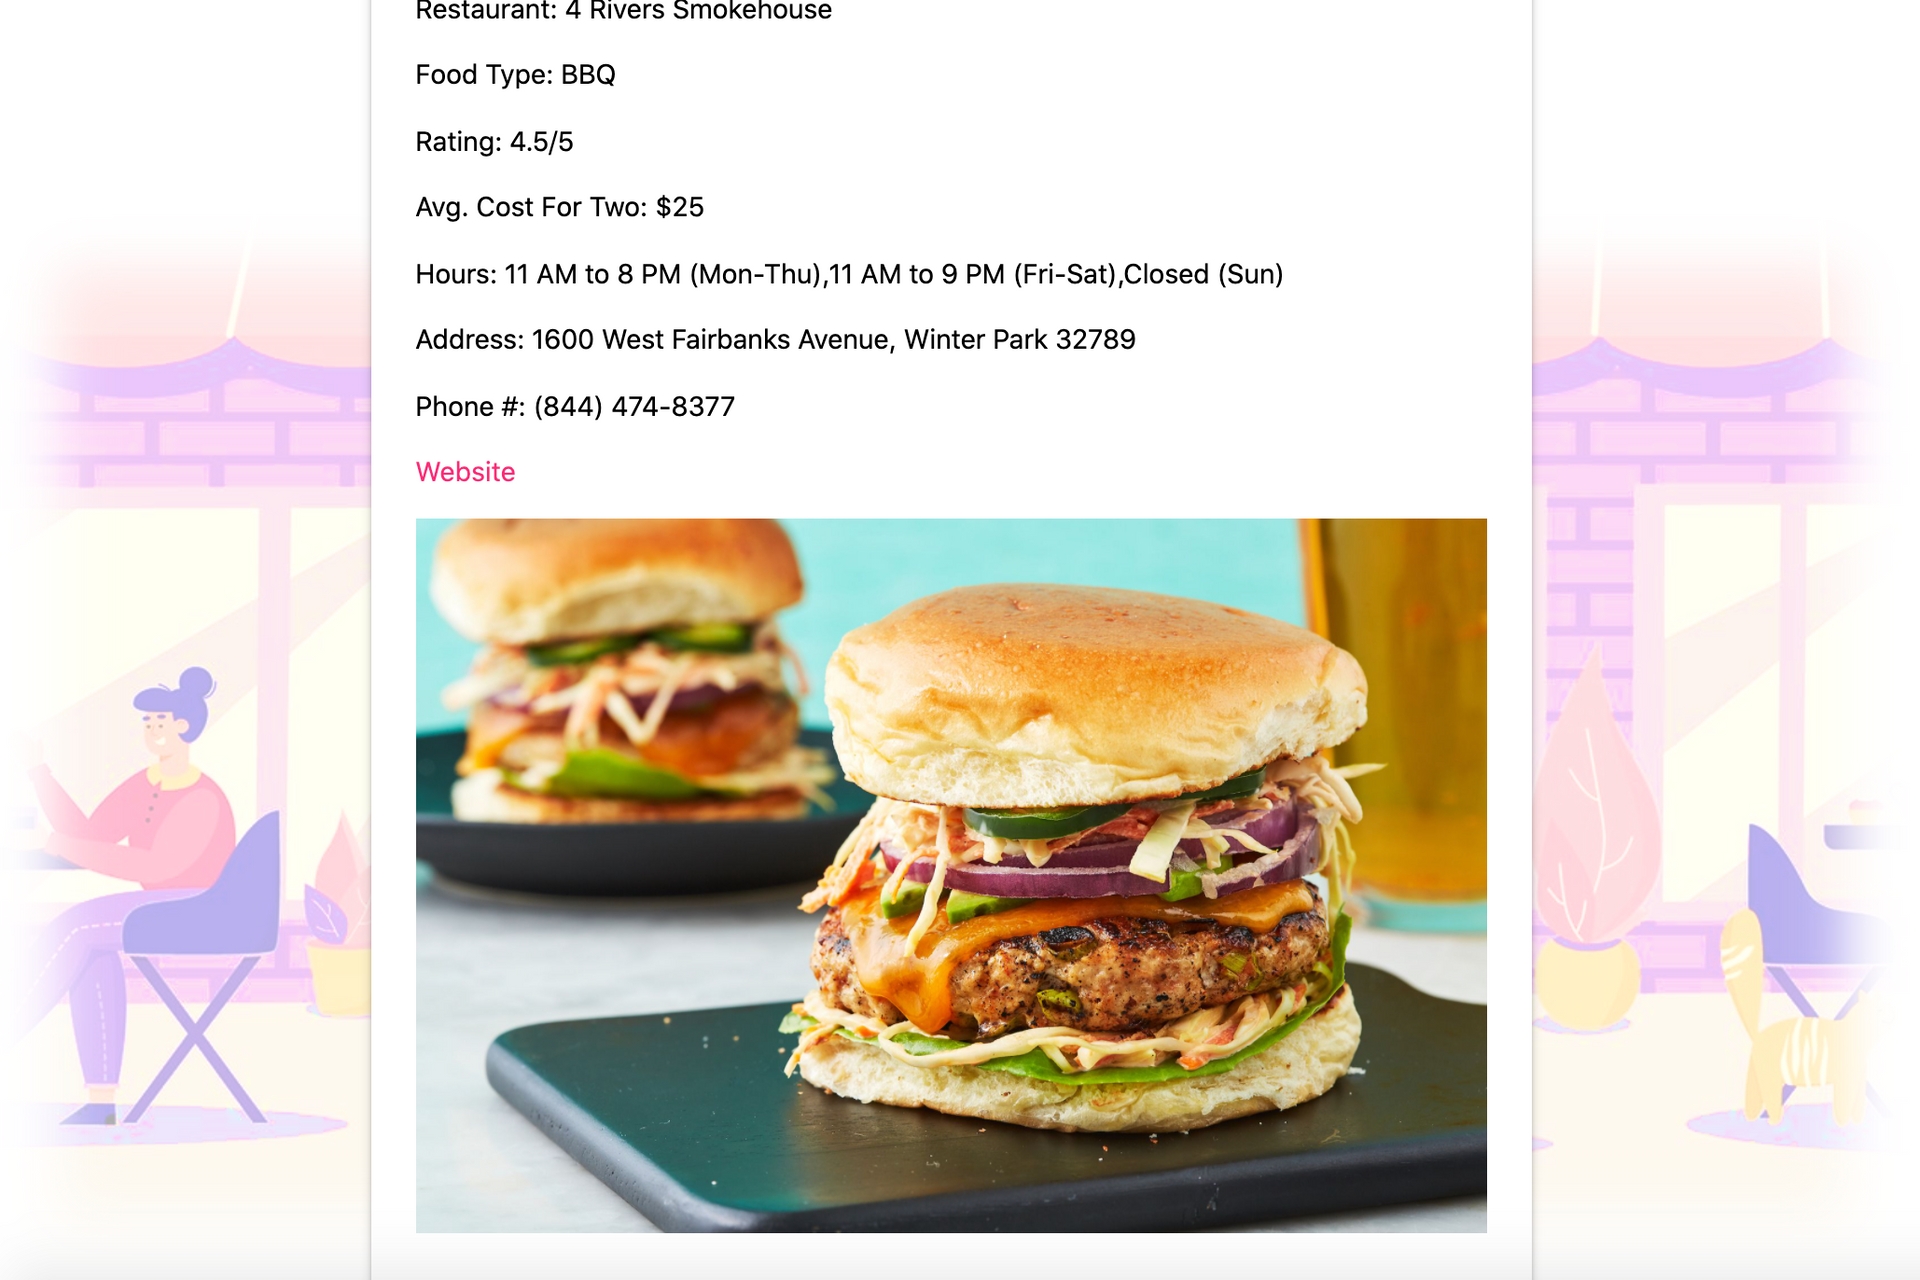 Restaurant: 4 Rivers Smokehouse
Food Type: BBQ
Rating: 4.5/5
Avg. Cost For Two: $25
Hours: 11 AM to 8 PM (Mon-Thu),11 AM to 9 PM (Fri-Sat),Closed (Sun)
Address: 1600 West Fairbanks Avenue, Winter Park 32789
Phone #: (844) 474-8377
Website